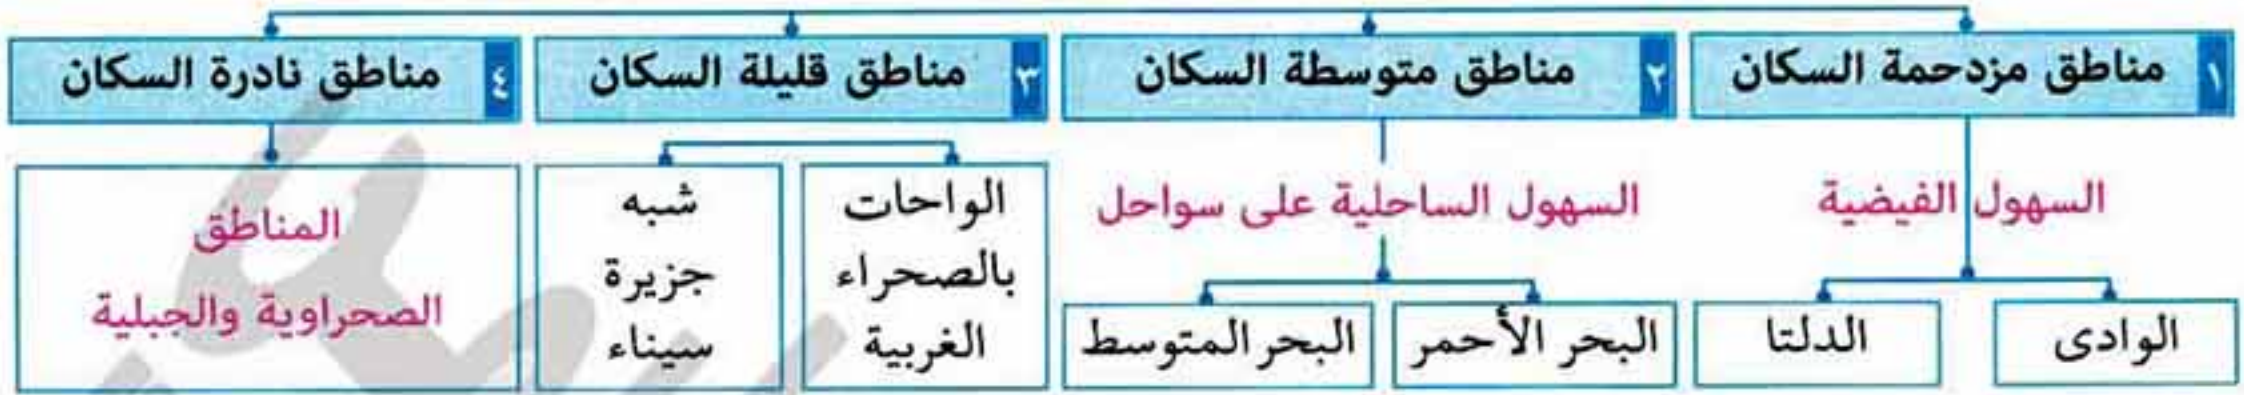 ١ مناطق مزدحمة السكان
السهول الفيضية
الوادى
الدلتا
٢ مناطق متوسطة السكان
السهول الساحلية على سواحل
البحر الأحمر
البحر المتوسط
٣ مناطق قليلة السكان
الواحات
بالصحراء
الغربية
شبه
جزيرة
سيناء
٤ مناطق نادرة السكان
المناطق
الصحراوية والجبلية